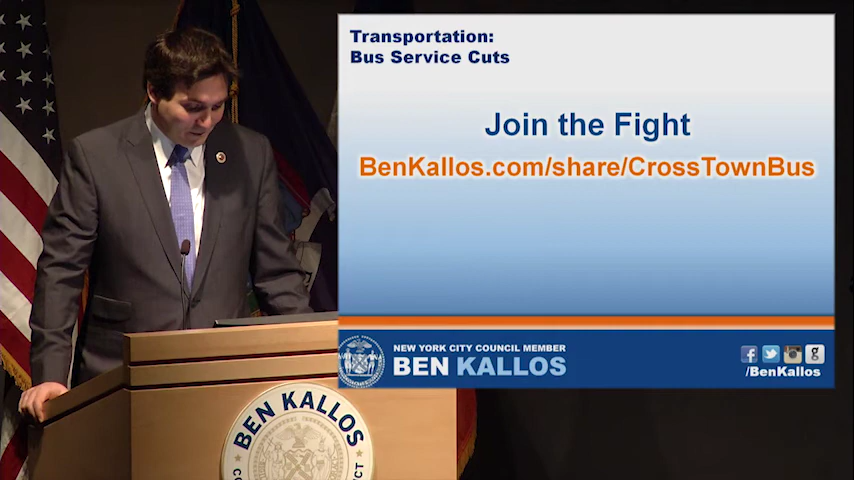 Transportation:
Bus Service Cuts
Join the Fight
BenKallos.com/share/CrossTownBus
NEW YORK CITY COUNCIL MEMBER
BEN KALLOS
/BenKallos
BEN KALLOS